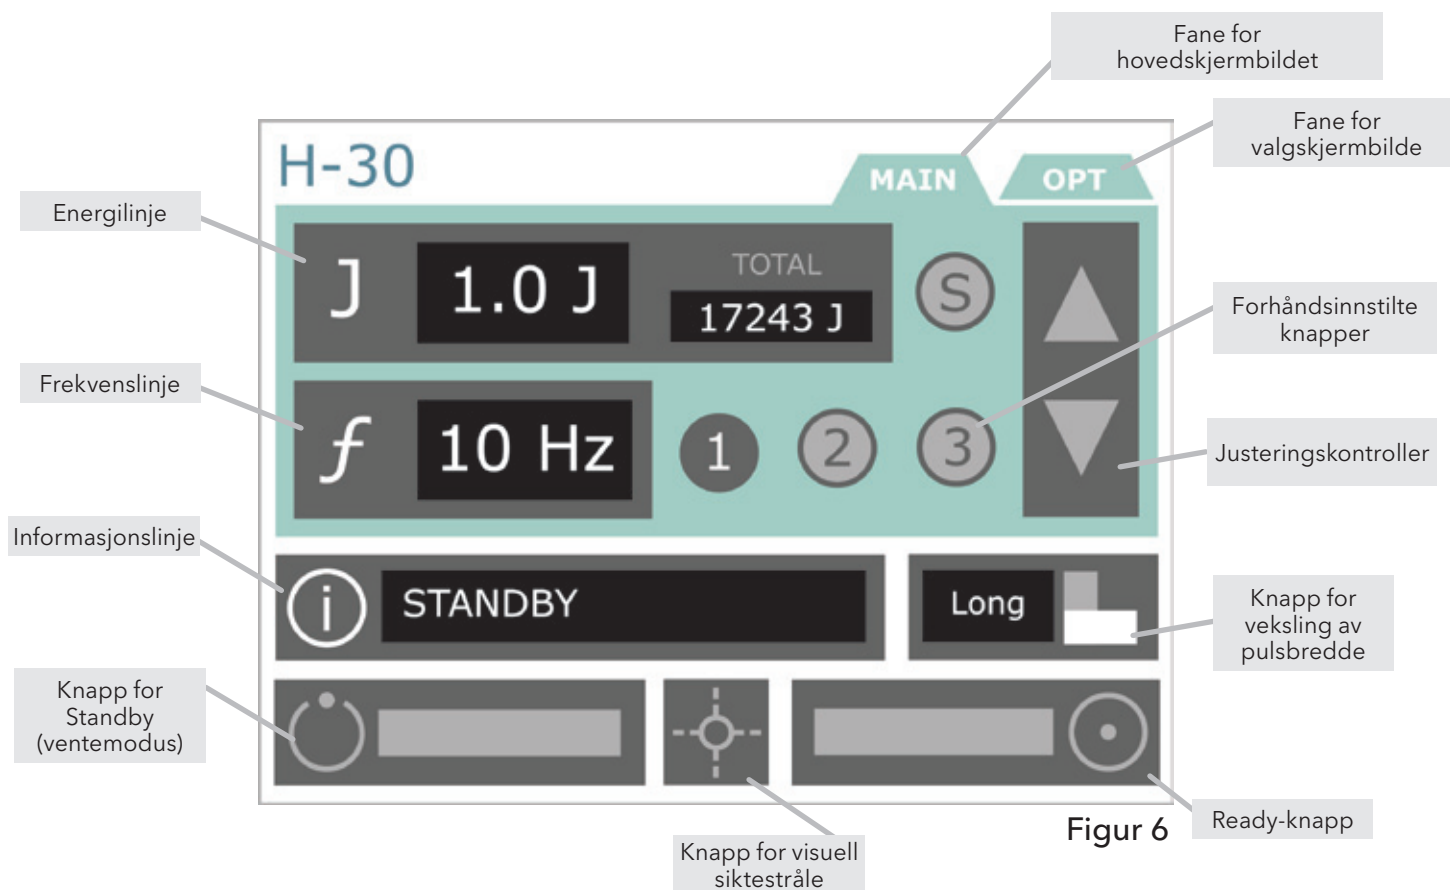 Fane for
hovedskjermbildet
Fane for
valgskjermbilde
H-30
MAIN
OPT
Energilinje
J
1.0 J
TOTAL
17243 J
S
Forhåndsinnstilte
knapper
Frekvenslinje
f
10 Hz
1
2
3
Justeringskontroller
Informasjonslinje
i
STANDBY
Long
Knapp for
veksling av
pulsbredde
Knapp for
Standby
(ventemodus)
Figur 6
Ready-knapp
Knapp for visuell
siktestråle